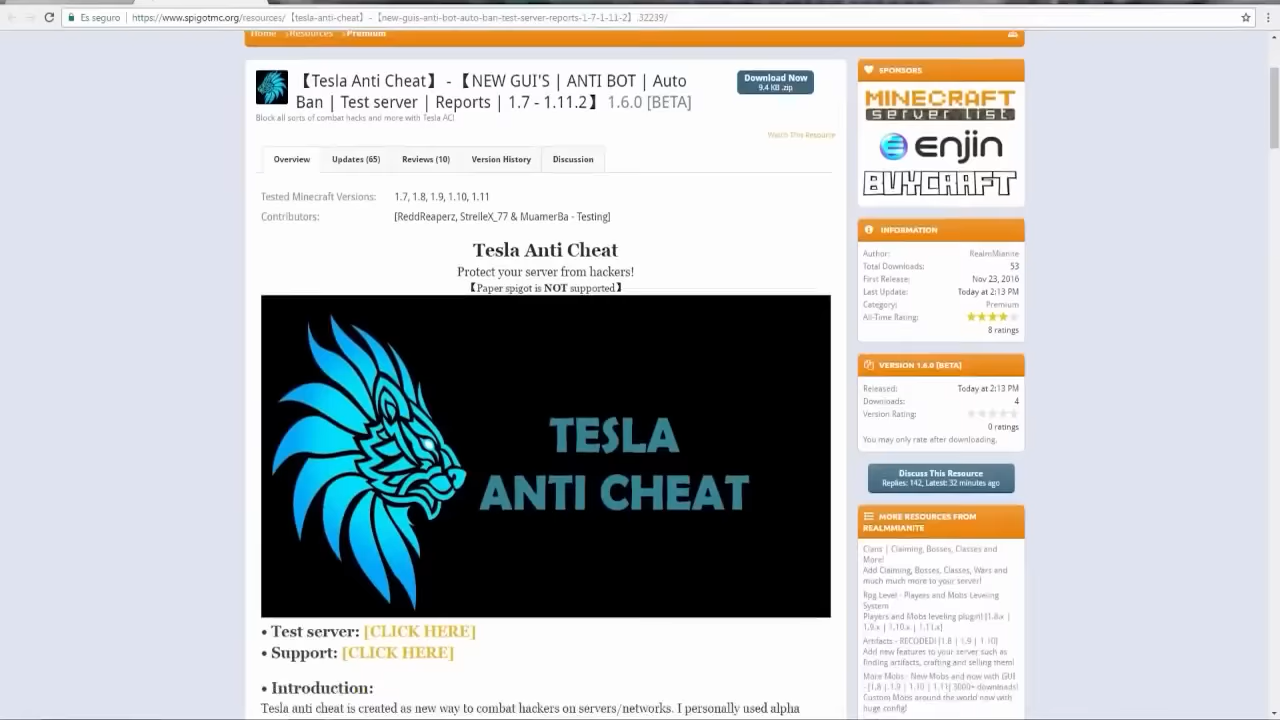 Es seguro
https://www.spigotmc.org/resources/【tesla-anti-cheat】-【new-guis-anti-bot-auto-ban-test-server-reports-1-7-1-11-2】.32239/
Home Resources Premium
【Tesla Anti Cheat】 - 【NEW GUI'S | ANTI BOT | Auto
Ban | Test server | Reports | 1.7 - 1.11.2】 1.6.0 [BETA]
Block all sorts of combat hacks and more with Tesla AC!
Download Now
9.4 KB .zip
Watch This Resource
Overview
Updates (65)
Reviews (10)
Version History
Discussion
Tested Minecraft Versions: 1.7, 1.8, 1.9, 1.10, 1.11
Contributors: [ReddReaperz, StreileX_77 & MuamerBa - Testing]
Tesla Anti Cheat
Protect your server from hackers!
【Paper spigot is NOT supported】
TESLA
ANTI CHEAT
• Test server: [CLICK HERE]
• Support: [CLICK HERE]
• Introduction:
Tesla anti cheat is created as new way to combat hackers on servers/networks. I personally used alpha
SPONSORS
MINECRAFT
SERVER LIST
enjin
BUYCRAFT
INFORMATION
Author: RealmMianite
Total Downloads: 53
First Release: Nov 23, 2016
Last Update: Today at 2:13 PM
Category: Premium
All-Time Rating:
8 ratings
VERSION 1.6.0 [BETA]
Released: Today at 2:13 PM
Downloads: 4
Version Rating:
0 ratings
You may only rate after downloading.
Discuss This Resource
Replies: 142, Latest: 32 minutes ago
MORE RESOURCES FROM
REALMMIANITE
Clans | Claiming, Bosses, Classes and
More!
Add Claiming, Bosses, Classes, Wars and
much much more to your server!
Rpg Level - Players and Mobs Leveling
System
Players and Mobs leveling plugin! [1.8.x |
1.9.x | 1.10.x | 1.11.x]
Artifacts - RECODED! [1.8 | 1.9 | 1.10]
Add new features to your server such as
finding artifacts, crafting and selling them!
More Mobs - New Mobs and now with GUI
- [1.8 | 1.9 | 1.10 | 1.11] 3000+ downloads!
Custom Mobs around the world now with
huge config!